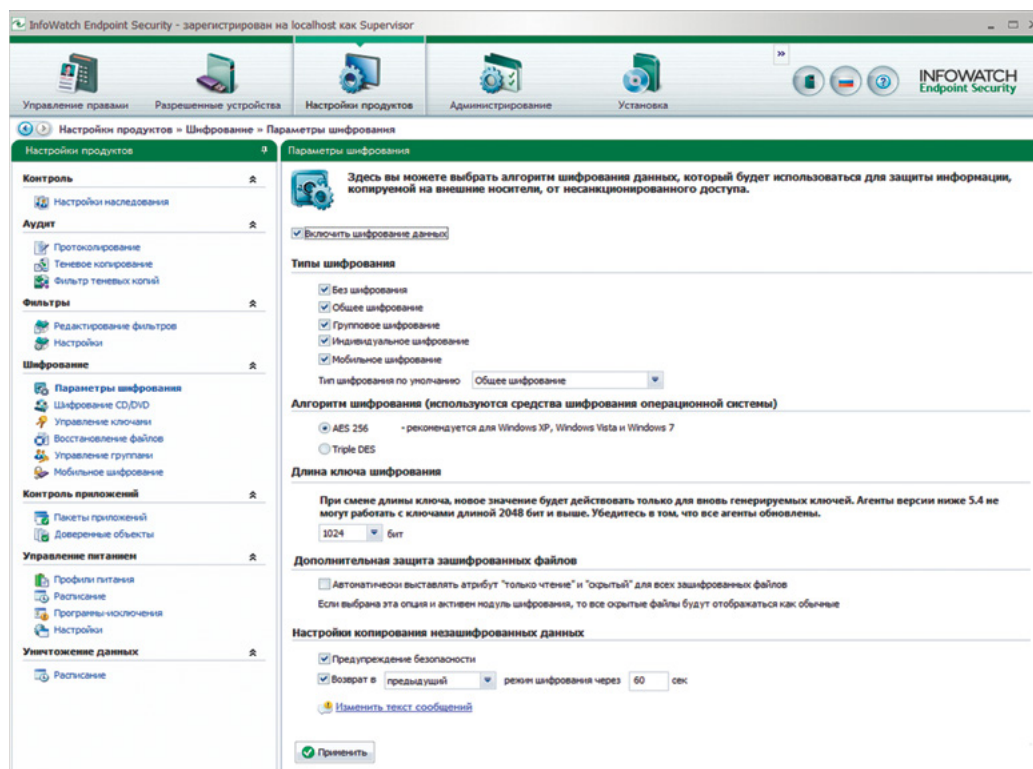 InfoWatch Endpoint Security - зарегистрирован на localhost как Supervisor
Управление правами
Разрешенные устройства
Настройки продуктов
Администрирование
Установка
»
INFOWATCH
Endpoint Security
Настройки продуктов » Шифрование » Параметры шифрования
Настройки продуктов
Контроль
Настройки наследования
Аудит
Протоколирование
Теневое копирование
Фильтр теневых копий
Фильтры
Редактирование фильтров
Настройки
Шифрование
Параметры шифрования
Шифрование CD/DVD
Управление ключами
Восстановление файлов
Управление группами
Мобильное шифрование
Контроль приложений
Пакеты приложений
Доверенные объекты
Управление питанием
Профили питания
Расписание
Программы-исключения
Настройки
Уничтожение данных
Расписание
Параметры шифрования
Здесь вы можете выбрать алгоритм шифрования данных, который будет использоваться для защиты информации,
копируемой на внешние носители, от несанкционированного доступа.
Включить шифрование данных
Типы шифрования
Без шифрования
Общее шифрование
Групповое шифрование
Индивидуальное шифрование
Мобильное шифрование
Тип шифрования по умолчанию Общее шифрование
Алгоритм шифрования (используются средства шифрования операционной системы)
AES 256 - рекомендуется для Windows XP, Windows Vista и Windows 7
Triple DES
Длина ключа шифрования
При смене длины ключа, новое значение будет действовать только для вновь генерируемых ключей. Агенты версии ниже 5.4 не
могут работать с ключами длиной 2048 бит и выше. Убедитесь в том, что все агенты обновлены.
1024 бит
Дополнительная защита зашифрованных файлов
Автоматически выставлять атрибут "только чтение" и "скрытый" для всех зашифрованных файлов
Если выбрана эта опция и активен модуль шифрования, то все скрытые файлы будут отображаться как обычные
Настройки копирования незашифрованных данных
Предупреждение безопасности
Возврат в предыдущий режим шифрования через 60 сек
Изменить текст сообщений
Применить